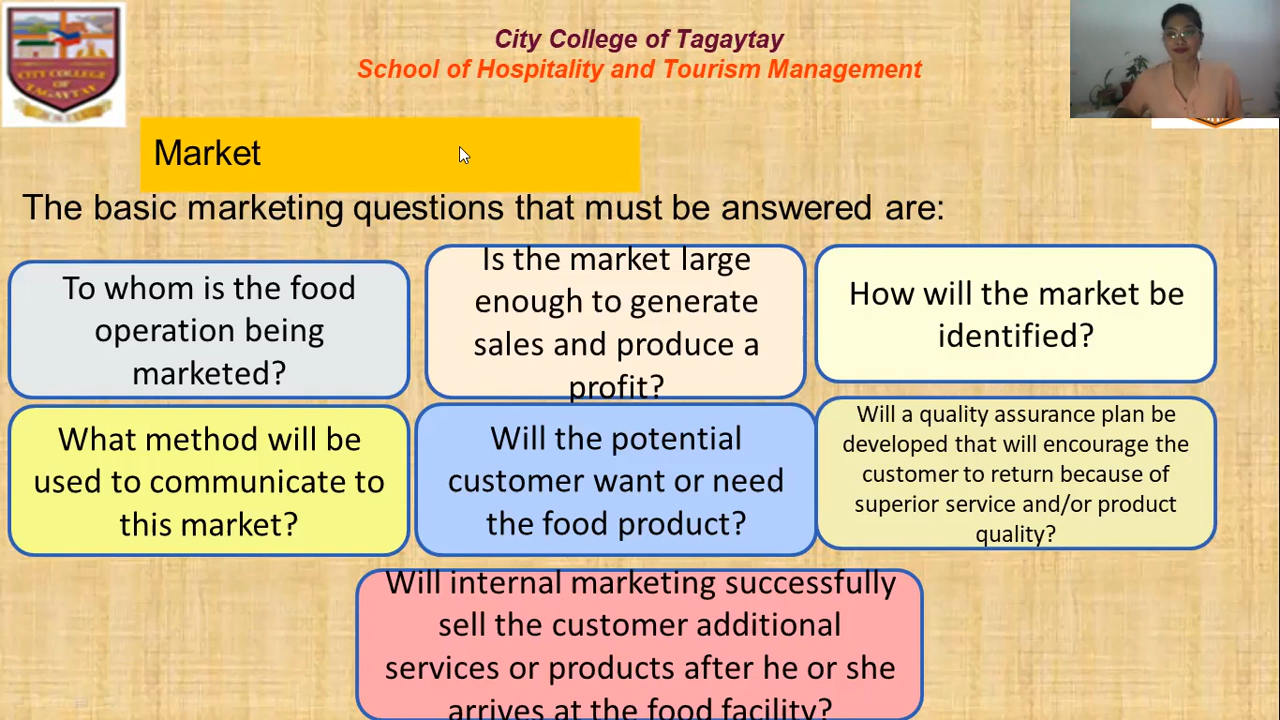 City College of Tagaytay
School of Hospitality and Tourism Management
CITY COLLEGE
OF
TAGAYTAY
Market
The basic marketing questions that must be answered are:
To whom is the food
operation being
marketed?
Is the market large
enough to generate
sales and produce a
profit?
How will the market be
identified?
What method will be
used to communicate to
this market?
Will the potential
customer want or need
the food product?
Will a quality assurance plan be
developed that will encourage the
customer to return because of
superior service and/or product
quality?
Will internal marketing successfully
sell the customer additional
services or products after he or she
arrives at the food facility?